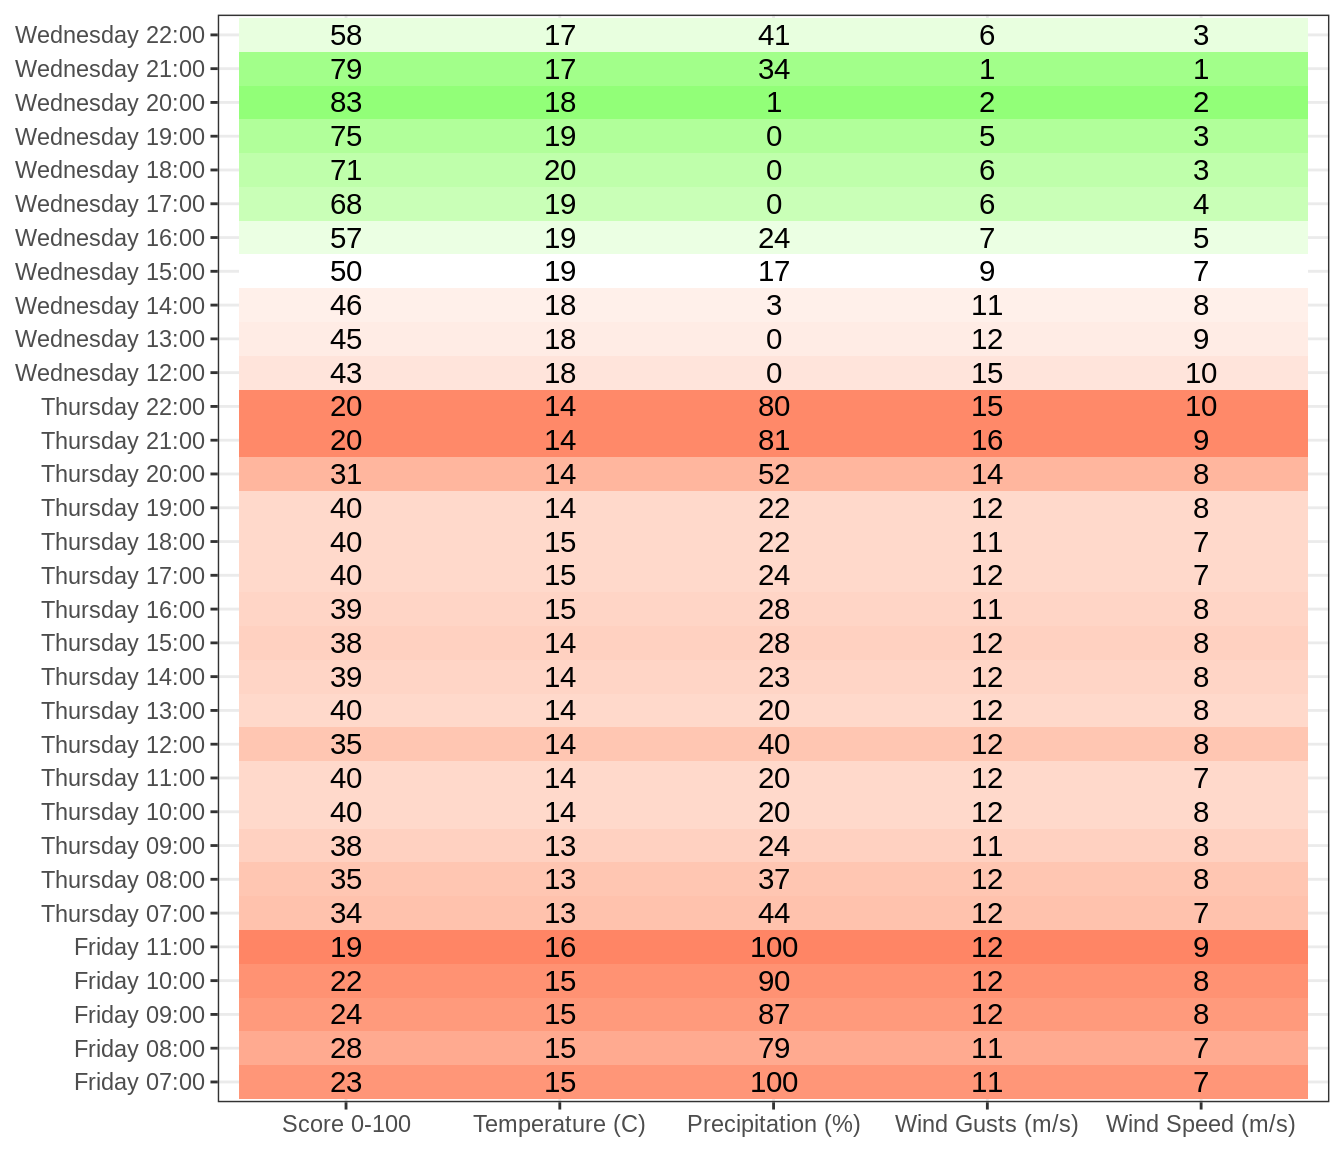 Wednesday 22:00 58 17 41 6 3
Wednesday 21:00 79 17 34 1 1
Wednesday 20:00 83 18 1 2 2
Wednesday 19:00 75 19 0 5 3
Wednesday 18:00 71 20 0 6 3
Wednesday 17:00 68 19 0 6 4
Wednesday 16:00 57 19 24 7 5
Wednesday 15:00 50 19 17 9 7
Wednesday 14:00 46 18 3 11 8
Wednesday 13:00 45 18 0 12 9
Wednesday 12:00 43 18 0 15 10
Thursday 22:00 20 14 80 15 10
Thursday 21:00 20 14 81 16 9
Thursday 20:00 31 14 52 14 8
Thursday 19:00 40 14 22 12 8
Thursday 18:00 40 15 22 11 7
Thursday 17:00 40 15 24 12 7
Thursday 16:00 39 15 28 11 8
Thursday 15:00 38 14 28 12 8
Thursday 14:00 39 14 23 12 8
Thursday 13:00 40 14 20 12 8
Thursday 12:00 35 14 40 12 8
Thursday 11:00 40 14 20 12 7
Thursday 10:00 40 14 20 12 8
Thursday 09:00 38 13 24 11 8
Thursday 08:00 35 13 37 12 8
Thursday 07:00 34 13 44 12 7
Friday 11:00 19 16 100 12 9
Friday 10:00 22 15 90 12 8
Friday 09:00 24 15 87 12 8
Friday 08:00 28 15 79 11 7
Friday 07:00 23 15 100 11 7
Score 0-100 Temperature (C) Precipitation (%) Wind Gusts (m/s) Wind Speed (m/s)